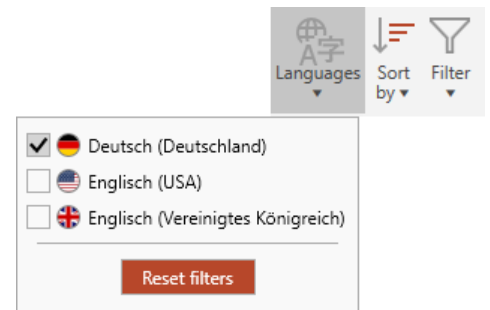 Languages
Sort by
Filter
Deutsch (Deutschland)
Englisch (USA)
Englisch (Vereinigtes Königreich)
Reset filters